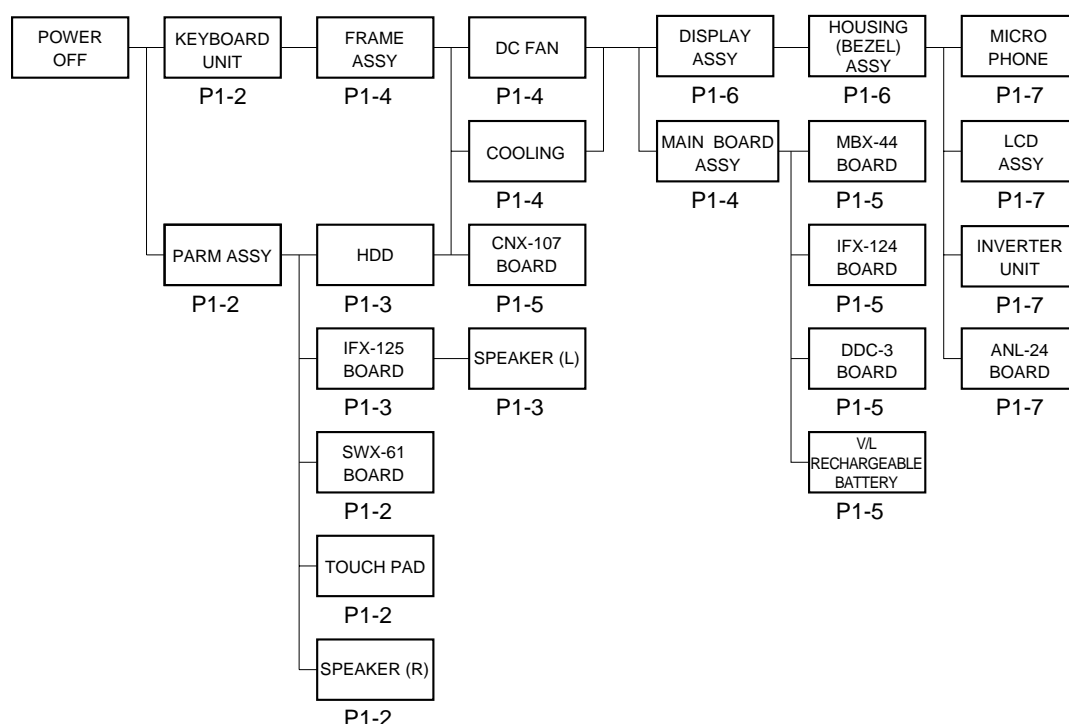 POWER
OFF
KEYBOARD
UNIT
P1-2
FRAME
ASSY
P1-4
DC FAN
P1-4
DISPLAY
ASSY
P1-6
HOUSING
(BEZEL)
ASSY
P1-6
MICRO
PHONE
P1-7
COOLING
P1-4
MAIN BOARD
ASSY
P1-4
MBX-44
BOARD
P1-5
LCD
ASSY
P1-7
PARM ASSY
P1-2
HDD
P1-3
CNX-107
BOARD
P1-5
IFX-124
BOARD
P1-5
INVERTER
UNIT
P1-7
IFX-125
BOARD
P1-3
SPEAKER (L)
P1-3
DDC-3
BOARD
P1-5
ANL-24
BOARD
P1-7
SWX-61
BOARD
P1-2
V/L
RECHARGEABLE
BATTERY
P1-5
TOUCH PAD
P1-2
SPEAKER (R)
P1-2